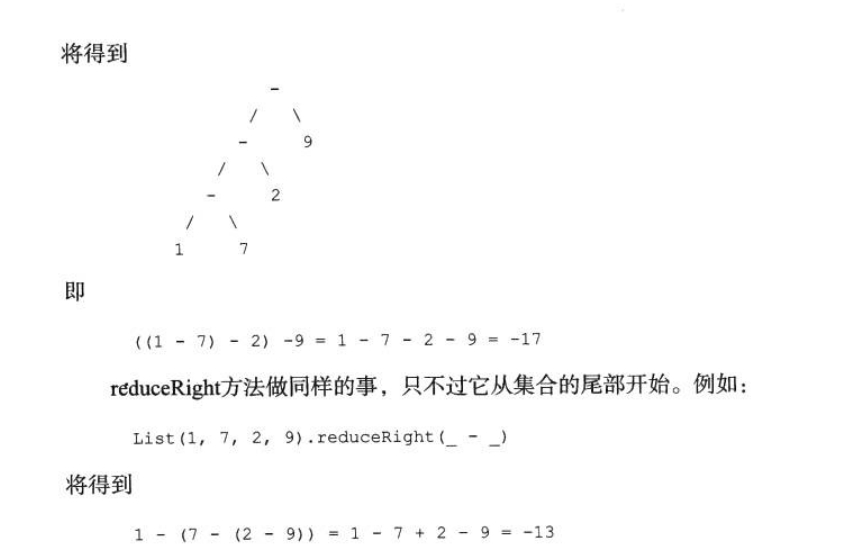 将得到
-
/ \
- 9
/ \
- 2
/ \
1 7
即
((1 - 7) - 2) -9 = 1 - 7 - 2 - 9 = -17
reduceRight方法做同样的事，只不过它从集合的尾部开始。例如：
List(1, 7, 2, 9).reduceRight(_ - _)
将得到
1 - (7 - (2 - 9)) = 1 - 7 + 2 - 9 = -13